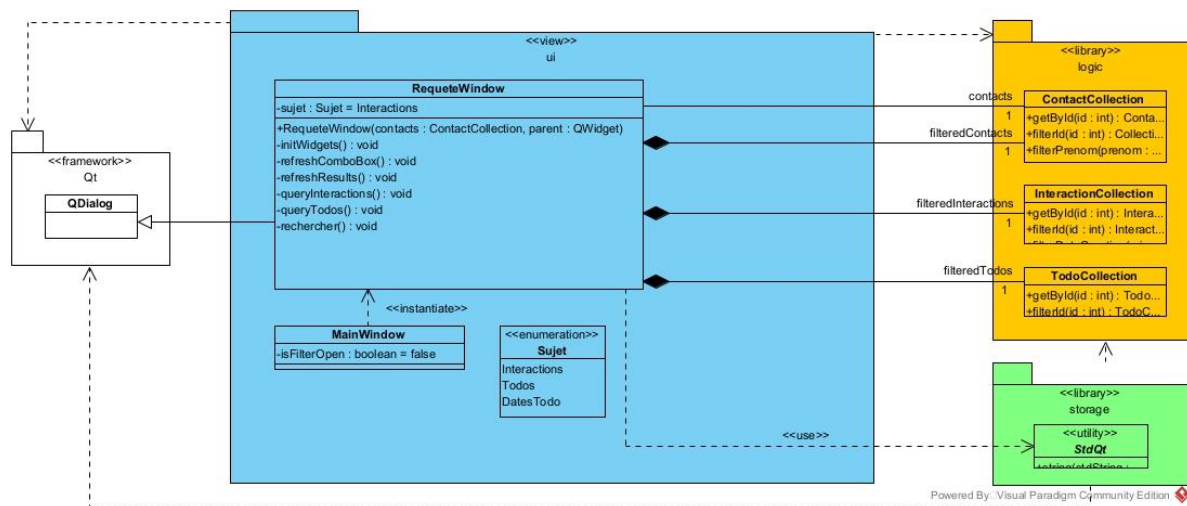 <<view>>
ui
RequeteWindow
-sujet : Sujet = Interactions
+RequeteWindow(contacts : ContactCollection, parent : QWidget)
-initWidgets() : void
-refreshComboBox() : void
-refreshResults() : void
-queryInteractions() : void
-queryTodos() : void
-rechercher() : void
<<framework>>
Qt
QDialog
<<instantiate>>
MainWindow
-isFilterOpen : boolean = false
<<enumeration>>
Sujet
Interactions
Todos
DatesTodo
<<use>>
contacts
1
filteredContacts
1
filteredInteractions
1
filteredTodos
1
<<library>>
logic
ContactCollection
+getById(id : int) : Conta...
+filterId(id : int) : Collecti...
+filterPrenom(prenom : ...
InteractionCollection
+getById(id : int) : Intera...
+filterId(id : int) : Interact...
TodoCollection
+getById(id : int) : Todo...
+filterId(id : int) : TodoC...
<<library>>
storage
<<utility>>
StdQt
Powered By Visual Paradigm Community Edition